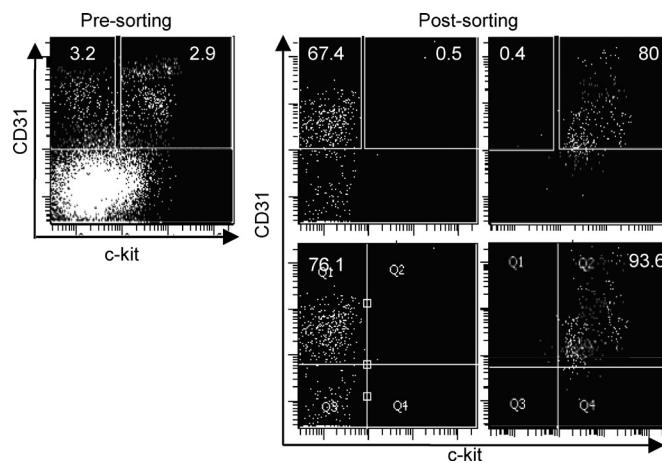 Pre-sorting
Post-sorting
3.2 2.9
67.4 0.5
0.4 80
CD31
c-kit
CD31
76.1
Q1 Q2
Q3 Q4
93.6
Q1 Q2
Q3 Q4
c-kit